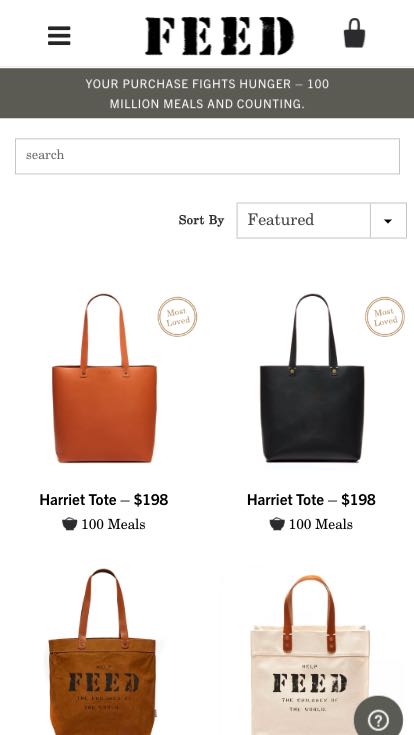 FEED
YOUR PURCHASE FIGHTS HUNGER – 100
MILLION MEALS AND COUNTING.
search
Sort By
Featured
Most
Loved
Most
Loved
Harriet Tote – $198
100 Meals
Harriet Tote – $198
100 Meals
HELP
FEED
THE CHILDREN OF
THE WORLD.
HELP
FEED
THE CHILDREN OF
THE WORLD.
?